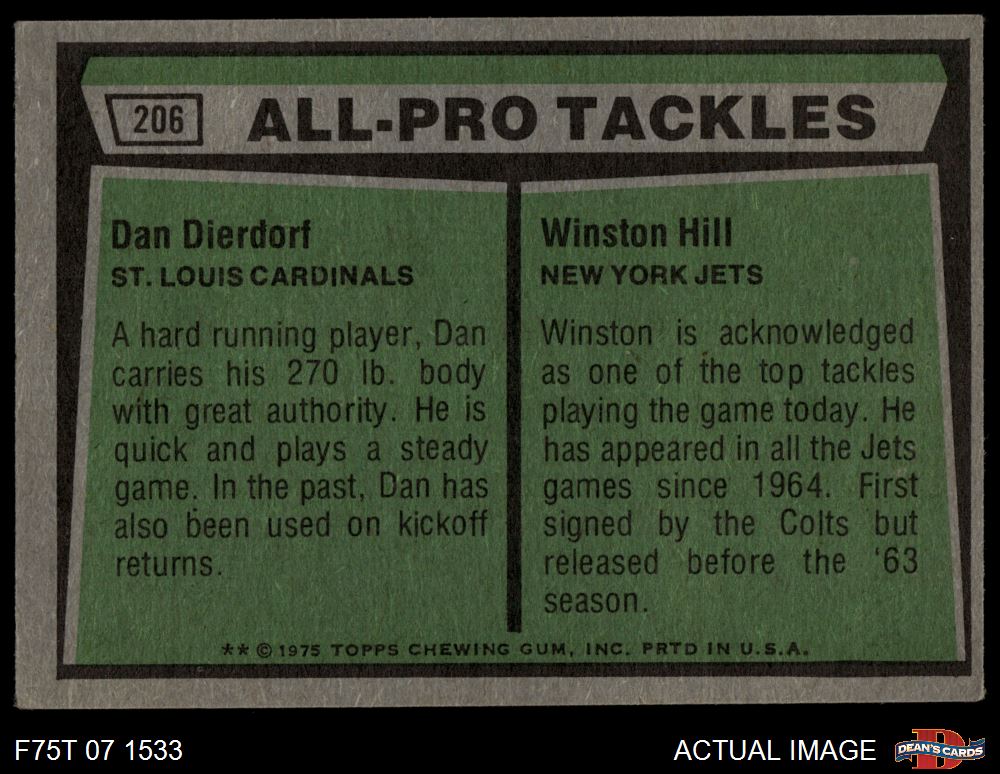 206
ALL-PRO TACKLES
Dan Dierdorf
ST. LOUIS CARDINALS
A hard running player, Dan
carries his 270 lb. body
with great authority. He is
quick and plays a steady
game. In the past, Dan has
also been used on kickoff
returns.
Winston Hill
NEW YORK JETS
Winston is acknowledged
as one of the top tackles
playing the game today. He
has appeared in all the Jets
games since 1964. First
signed by the Colts but
released before the '63
season.
** © 1975 TOPPS CHEWING GUM, INC. PRTD IN U.S.A.
F75T 07 1533
ACTUAL IMAGE
D
DEAN'S CARDS